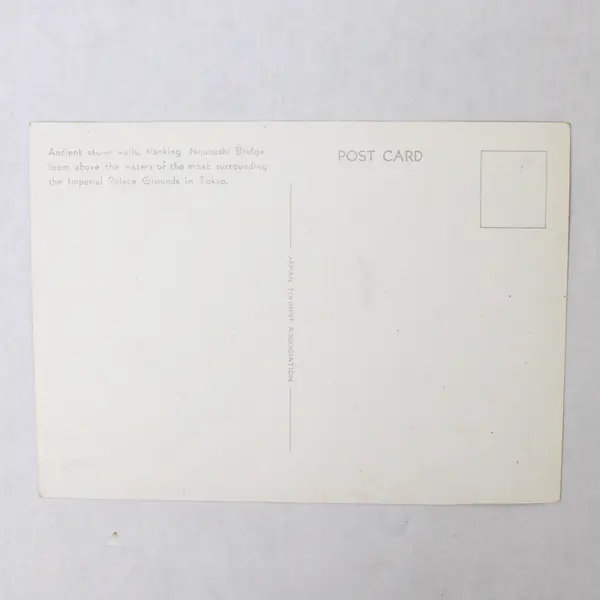 Ancient stone walls, flanking Nijubashi Bridge
loom above the waters of the moat surrounding
the Imperial Palace Grounds in Tokyo.
POST CARD
JAPAN TOURIST ASSOCIATION